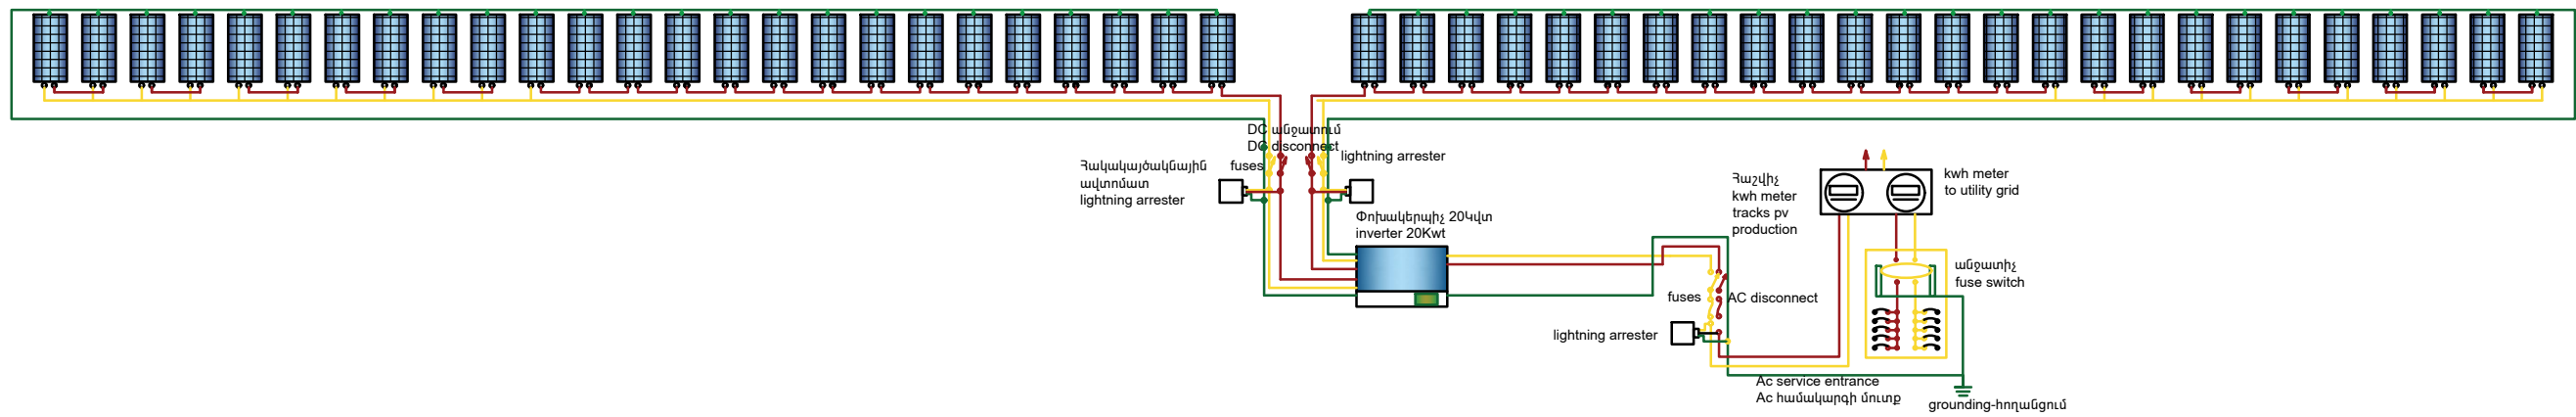 DC անջատում
DC disconnect
Հակակայծակնային
ավտոմատ
lightning arrester
fuses
lightning arrester
Փոխակերպիչ 20Կվտ
inverter 20Kwt
Հաշվիչ
kwh meter
tracks pv
production
kwh meter
to utility grid
անջատիչ
fuse switch
fuses
AC disconnect
lightning arrester
Ac service entrance
Ac համակարգի մուտք
grounding-հողանցում